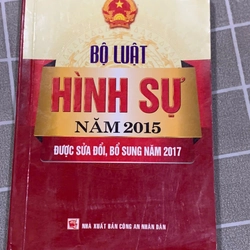 BỘ LUẬT
HÌNH SỰ
NĂM 2015
ĐƯỢC SỬA ĐỔI, BỔ SUNG NĂM 2017
NHÀ XUẤT BẢN CÔNG AN NHÂN DÂN